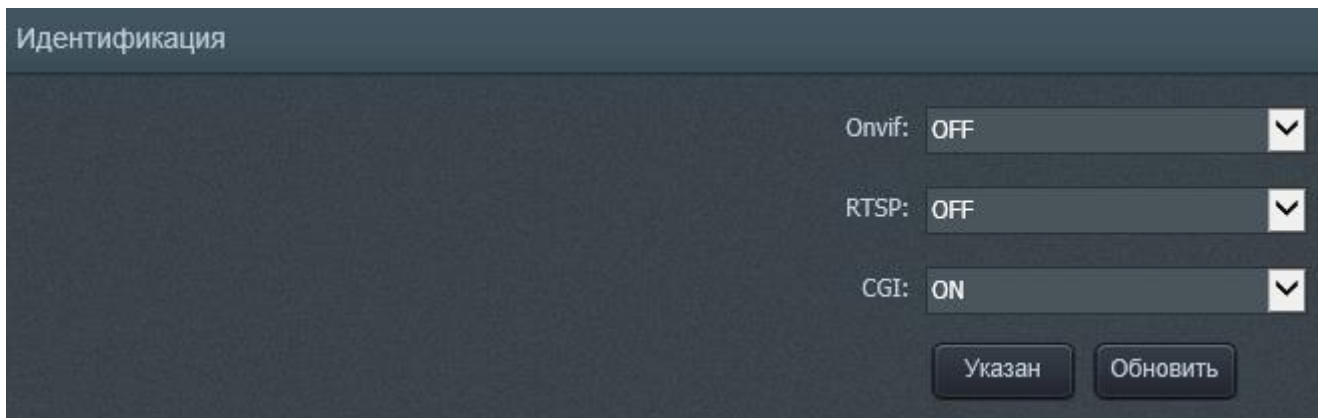 Идентификация
Onvif: OFF
RTSP: OFF
CGI: ON
Указан Обновить